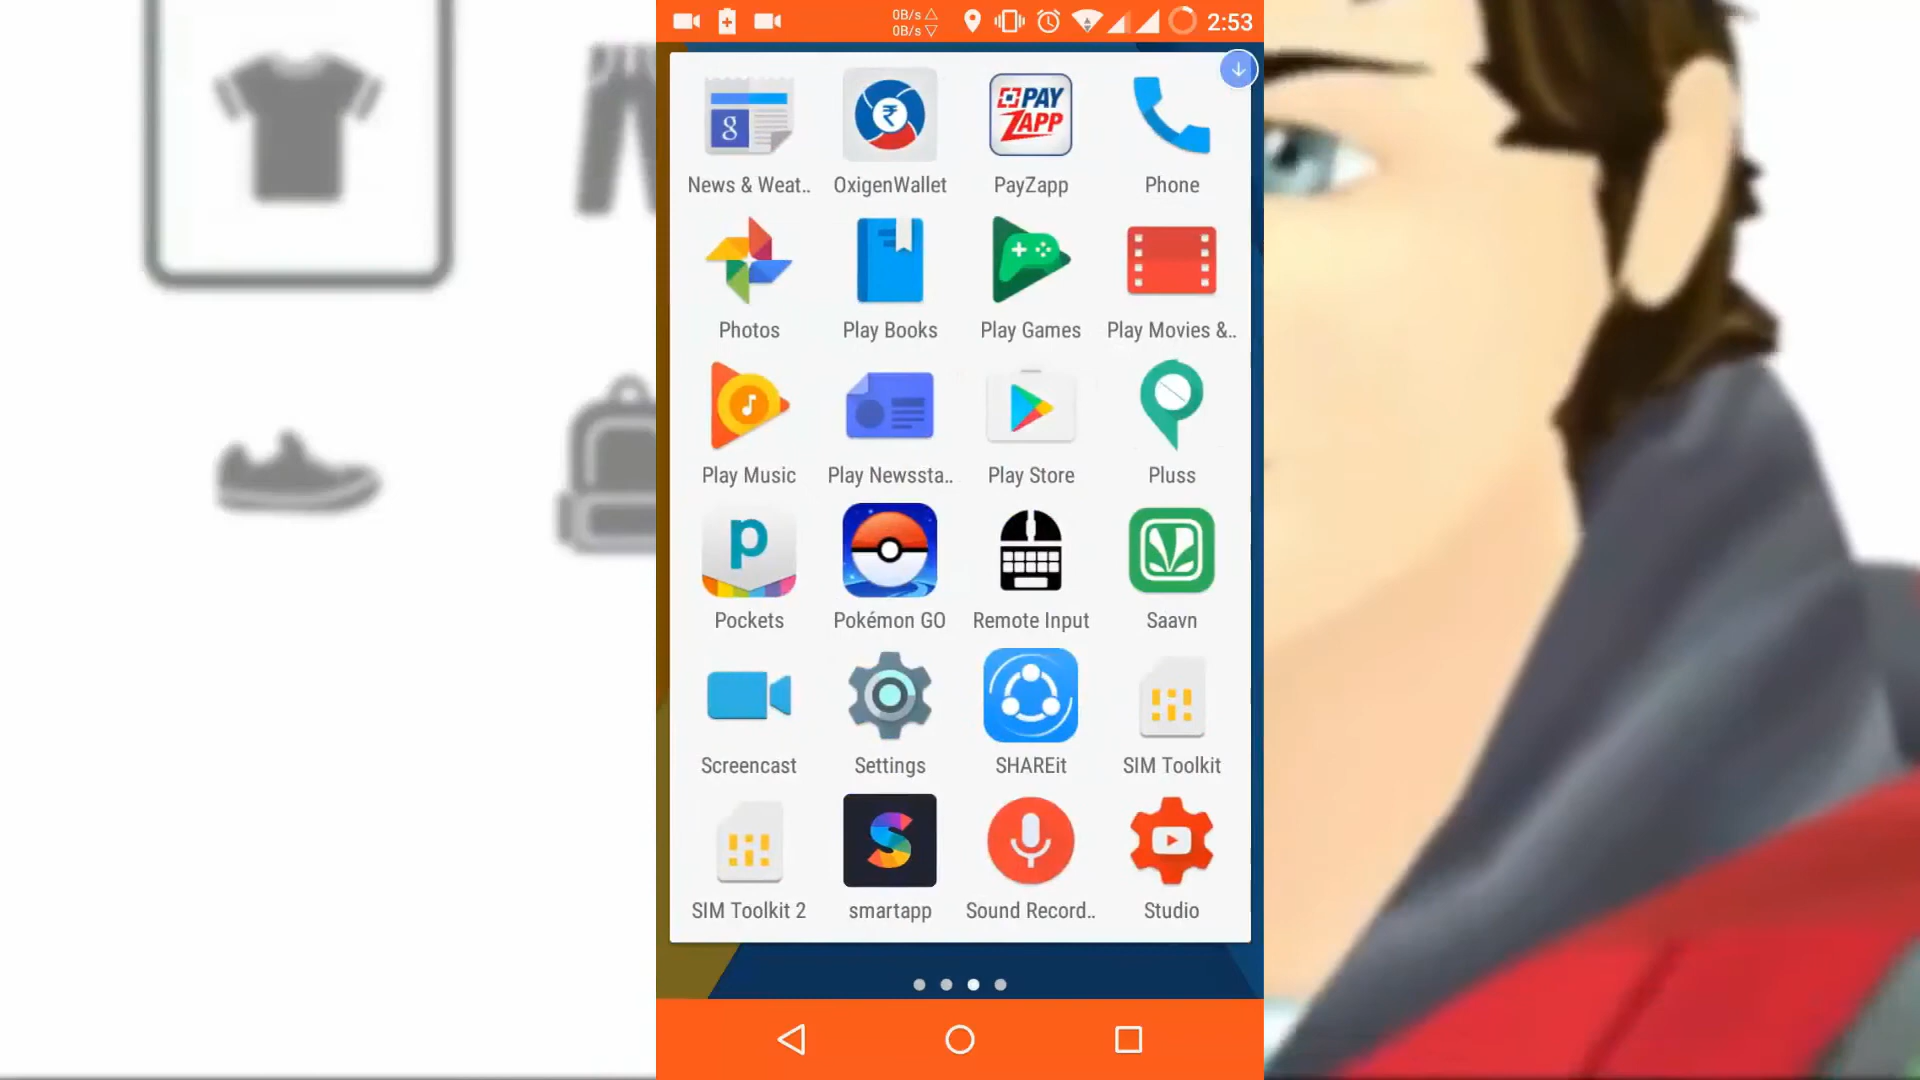 0B/s
0B/s
2:53
g
PAY
ZAPP
News & Weat..
OxigenWallet
PayZapp
Phone
Photos
Play Books
Play Games
Play Movies &..
Play Music
Play Newssta..
Play Store
Pluss
p
Pockets
Pokémon GO
Remote Input
Saavn
Screencast
Settings
SHAREit
SIM Toolkit
S
SIM Toolkit 2
smartapp
Sound Record..
Studio